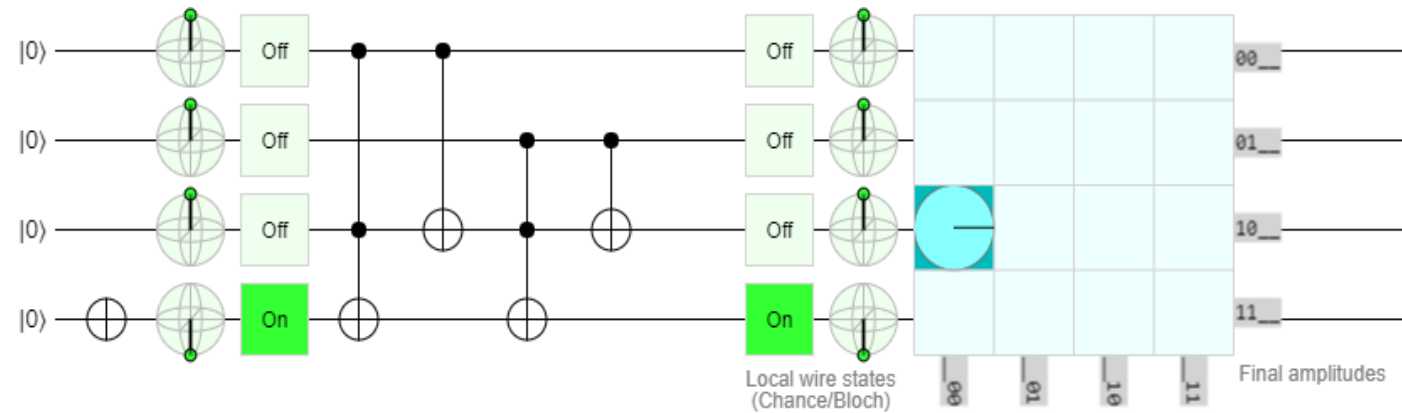 |0⟩ Off Off 00__
|0⟩ Off Off 01__
|0⟩ Off Off 10__
|0⟩ On On 11__
Local wire states
(Chance/Bloch)
__00 __01 __10 __11
Final amplitudes